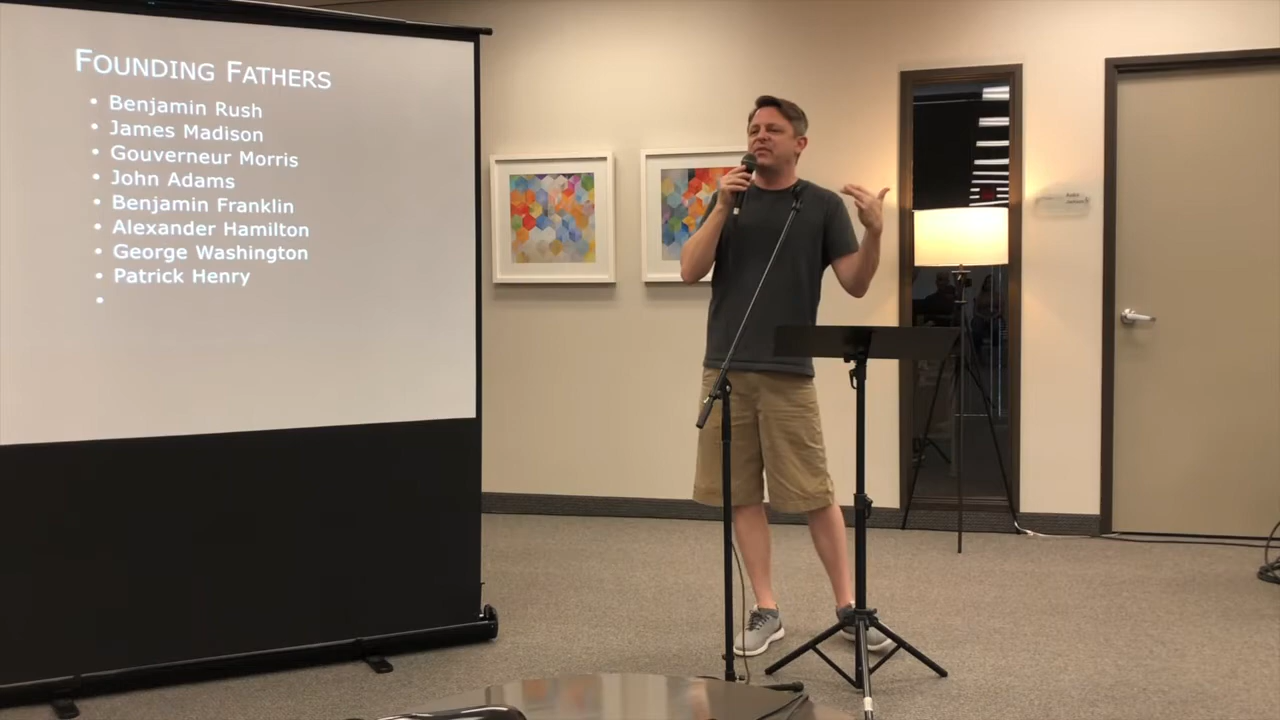 FOUNDING FATHERS
• Benjamin Rush
• James Madison
• Gouverneur Morris
• John Adams
• Benjamin Franklin
• Alexander Hamilton
• George Washington
• Patrick Henry
•